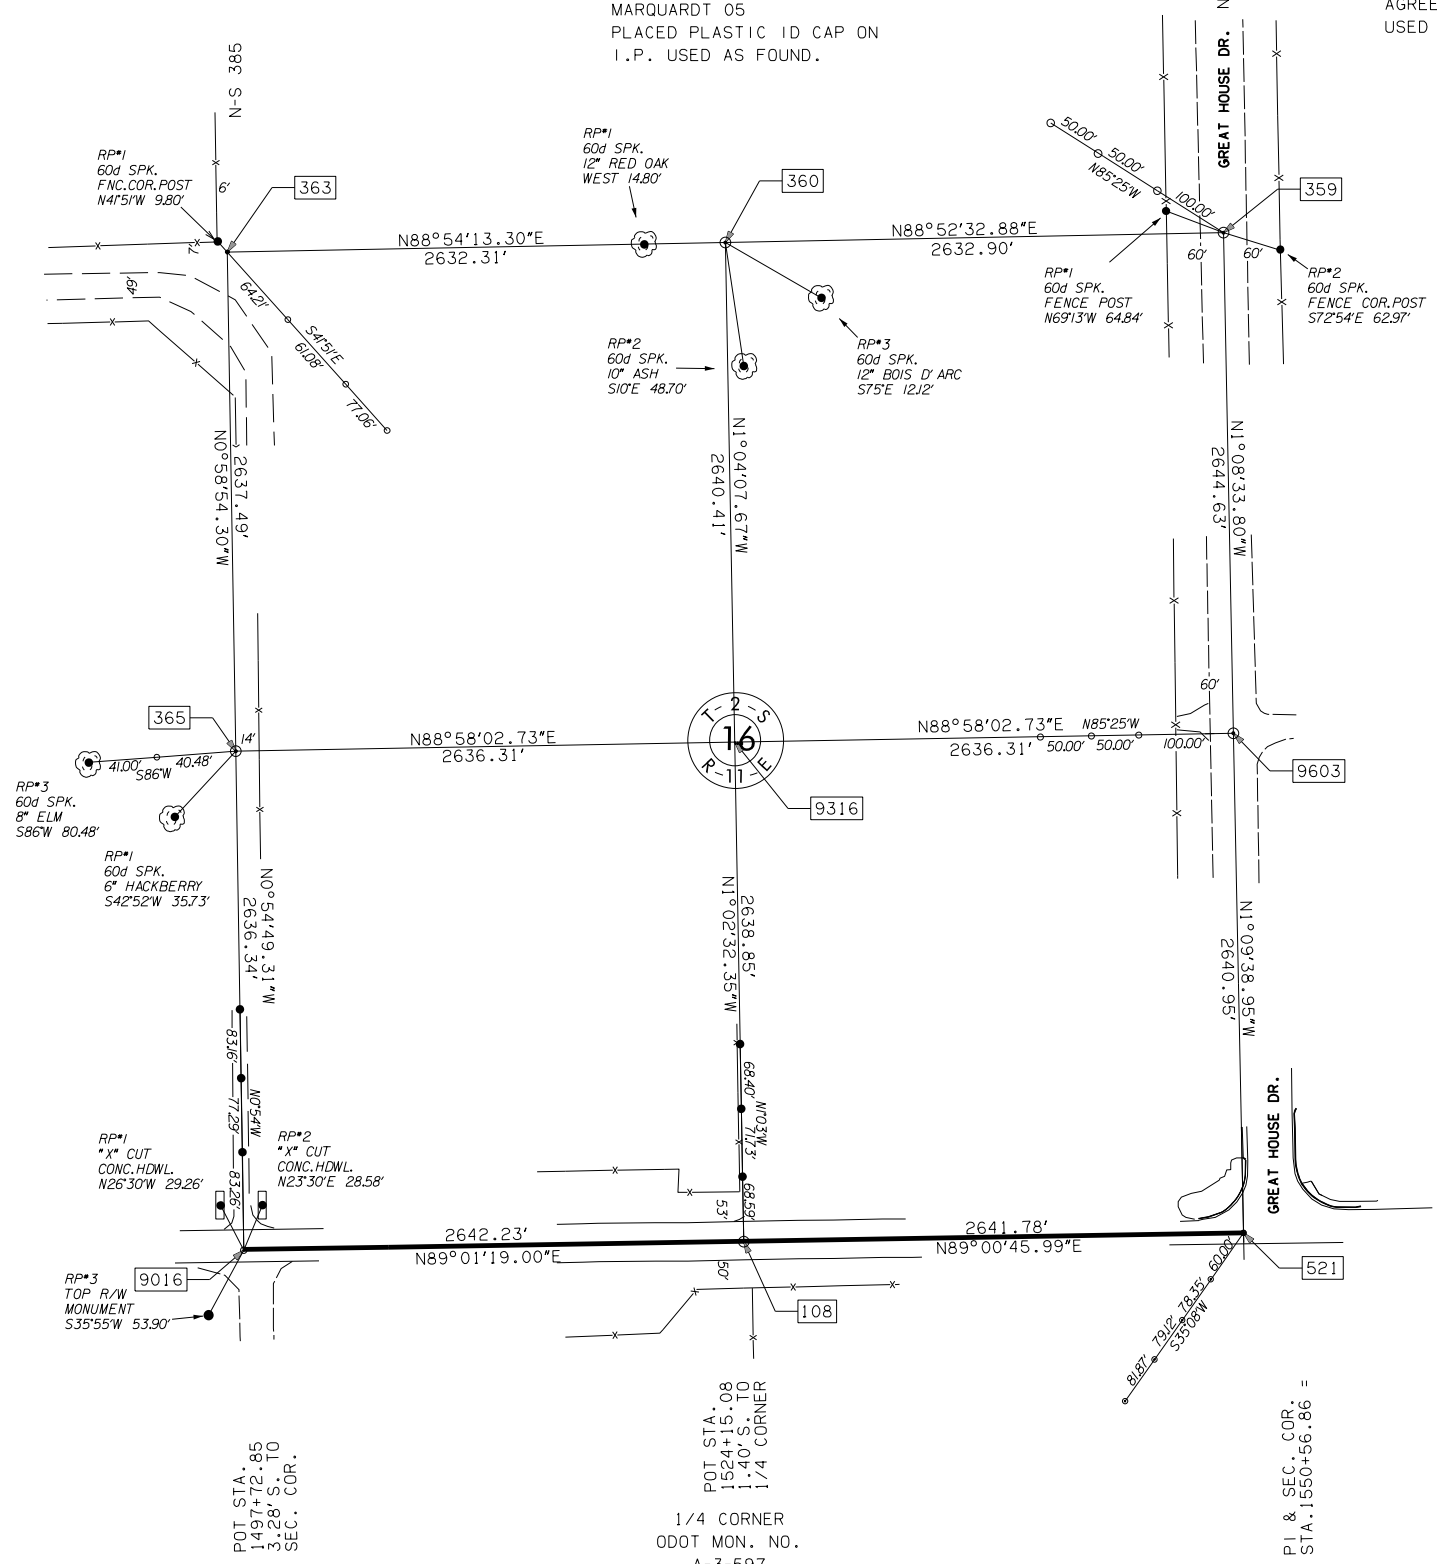 MARQUARDT 05
PLACED PLASTIC ID CAP ON
I.P. USED AS FOUND.
AGREE
USED
N-S 385
N
GREAT HOUSE DR.
RP#1
60d SPK.
FNC.COR.POST
N41°51'W 9.80'
6'
7'
49'
363
RP#1
60d SPK.
12" RED OAK
WEST 14.80'
360
50.00'
50.00'
N85°25'W
100.00'
359
60'
60'
N88°54'13.30"E
2632.31'
N88°52'32.88"E
2632.90'
RP#1
60d SPK.
FENCE POST
N69°13'W 64.84'
RP#2
60d SPK.
FENCE COR.POST
S72°54'E 62.97'
64.21'
S41°51'E
61.08'
77.06'
RP#2
60d SPK.
10" ASH
S10°E 48.70'
RP#3
60d SPK.
12" BOIS D'ARC
S75°E 12.12'
N0°58'54.30"W
2637.49'
N1°04'07.67"W
2640.41'
N1°08'33.80"W
2644.63'
365
14'
N88°58'02.73"E
2636.31'
T-2-S
16
R-11-E
N88°58'02.73"E
2636.31'
N85°25'W
50.00'
50.00'
100.00'
60'
9603
9316
41.00'
S86°W
40.48'
RP#3
60d SPK.
8" ELM
S86°W 80.48'
RP#1
60d SPK.
6" HACKBERRY
S42°52'W 35.73'
N0°54'49.31"W
2636.34'
N1°02'32.35"W
2638.85'
N1°09'38.95"W
2640.95'
83.16'
77.29'
N0°54'W
83.26'
68.40'
N1°03'W
71.73'
68.59'
53'
50'
GREAT HOUSE DR.
RP#1
"X" CUT
CONC.HDWL.
N26°30'W 29.26'
RP#2
"X" CUT
CONC.HDWL.
N23°30'E 28.58'
2642.23'
N89°01'19.00"E
2641.78'
N89°00'45.99"E
9016
RP#3
TOP R/W
MONUMENT
S35°55'W 53.90'
108
521
60.00'
78.35'
S35°08'W
79.12'
81.87'
POT STA.
1497+72.85
3.28' S. TO
SEC. COR.
POT STA.
1524+15.08
1.40' S. TO
1/4 CORNER
PI & SEC. COR.
STA.1550+56.86 =
1/4 CORNER
ODOT MON. NO.
A-3-597